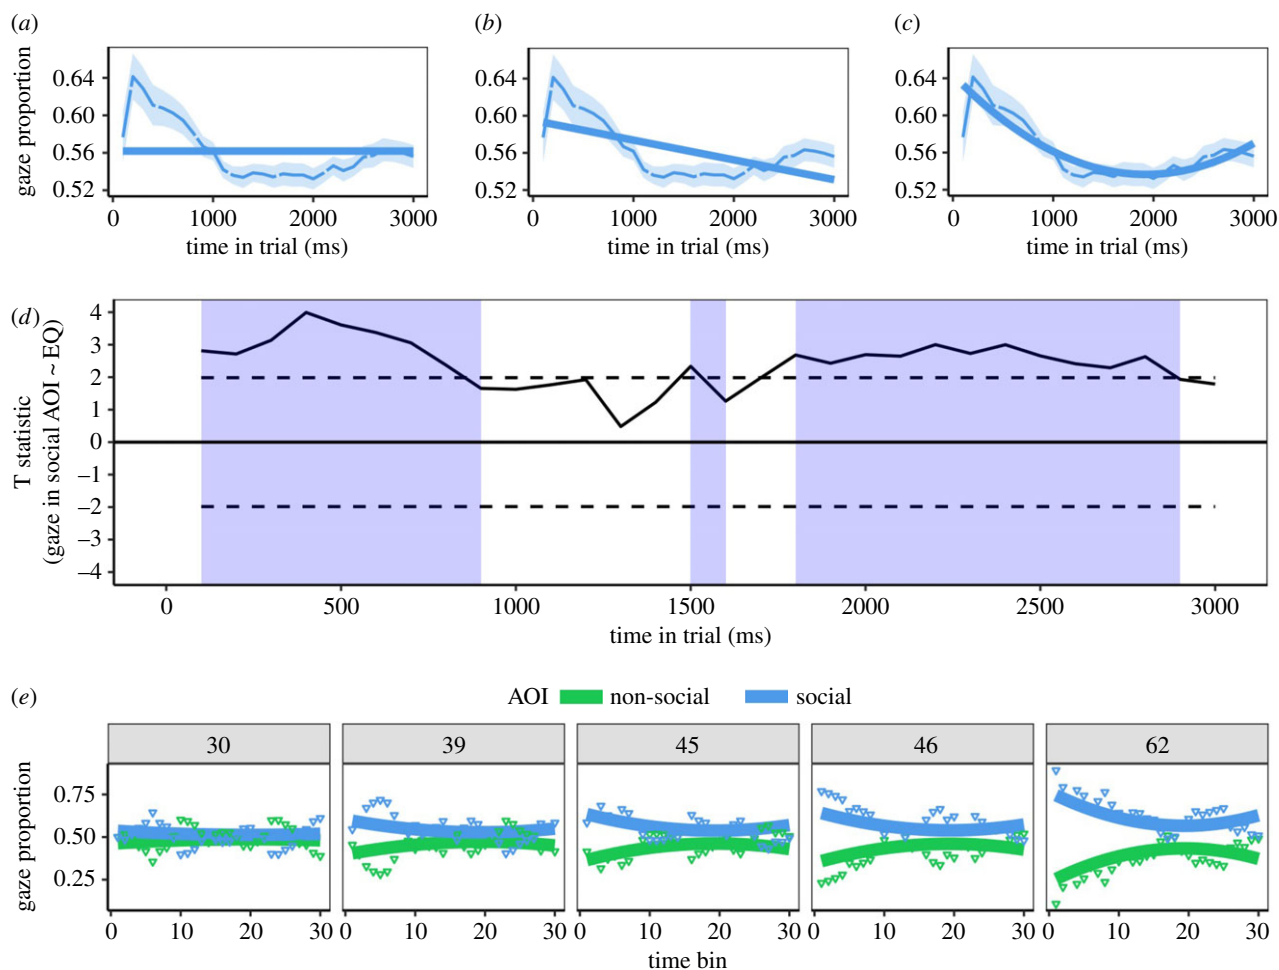 (a)
(b)
(c)
gaze proportion
0.64
0.60
0.56
0.52
0 1000 2000 3000
time in trial (ms)
0.64
0.60
0.56
0.52
0 1000 2000 3000
time in trial (ms)
0.64
0.60
0.56
0.52
0 1000 2000 3000
time in trial (ms)
(d)
T statistic
(gaze in social AOI ~ EQ)
4
3
2
1
0
−1
−2
−3
−4
0 500 1000 1500 2000 2500 3000
time in trial (ms)
(e)
AOI non-social social
30 39 45 46 62
gaze proportion
0.75
0.50
0.25
0 10 20 30 0 10 20 30 0 10 20 30 0 10 20 30 0 10 20 30
time bin